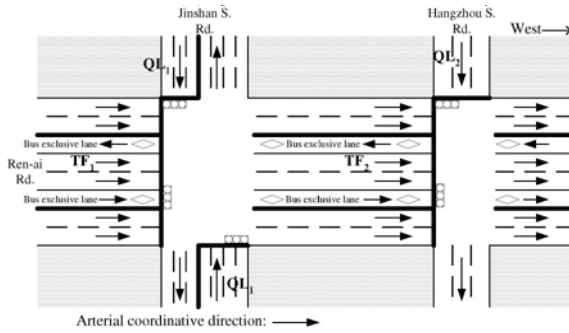 Jinshan S.
Rd.
Hangzhou S.
Rd.
West
QL1
QL2
Bus exclusive lane
Bus exclusive lane
Bus exclusive lane
Ren-ai
Rd.
TF1
TF2
Bus exclusive lane
Bus exclusive lane
Bus exclusive lane
QL1
Arterial coordinative direction: